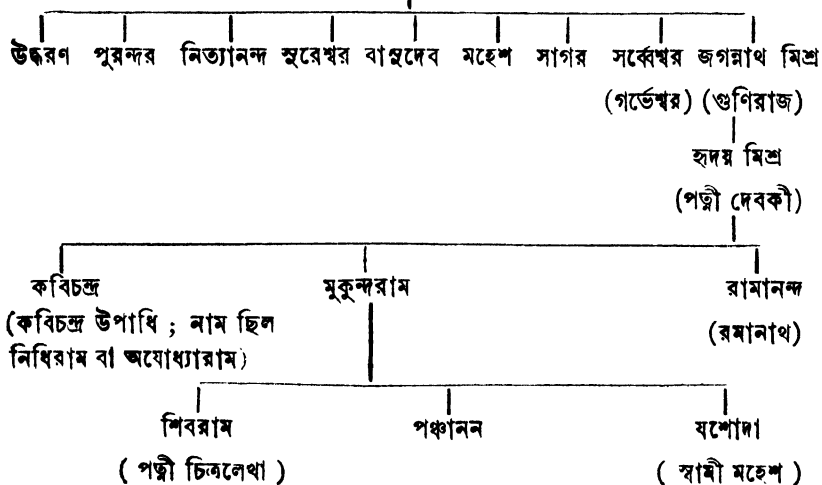 উদ্ধরণ পুরন্দর নিত্যানন্দ সুরেশ্বর বাসুদেব মহেশ সাগর সর্ব্বেশ্বর জগন্নাথ মিশ্র
(গর্ভেশ্বর) (গুণিরাজ)
হৃদয় মিশ্র
(পত্নী দেবকী)
কবিচন্দ্র মুকুন্দরাম রামানন্দ
(কবিচন্দ্র উপাধি ; নাম ছিল (রমানাথ)
নিধিরাম বা অযোধ্যারাম)
শিবরাম পঞ্চানন যশোদা
( পত্নী চিত্রলেখা ) ( স্বামী মহেশ )